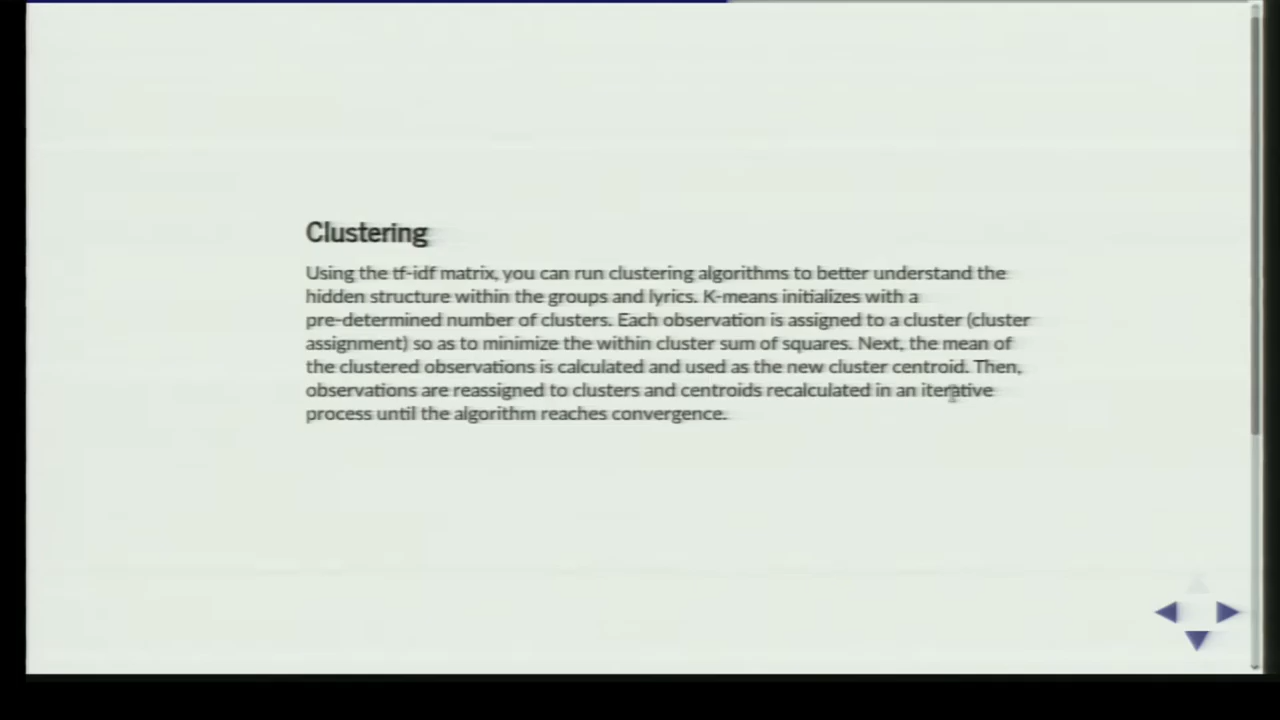 Clustering
Using the tf-idf matrix, you can run clustering algorithms to better understand the
hidden structure within the groups and lyrics. K-means initializes with a
pre-determined number of clusters. Each observation is assigned to a cluster (cluster
assignment) so as to minimize the within cluster sum of squares. Next, the mean of
the clustered observations is calculated and used as the new cluster centroid. Then,
observations are reassigned to clusters and centroids recalculated in an iterative
process until the algorithm reaches convergence.